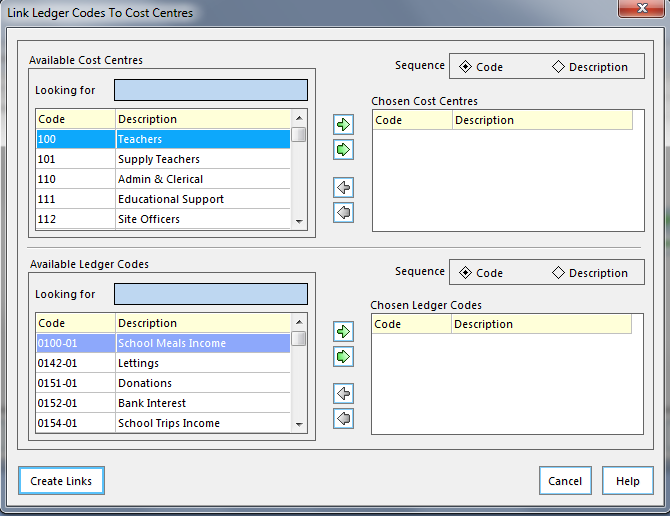 Link Ledger Codes To Cost Centres
Available Cost Centres
Sequence Code Description
Looking for
Chosen Cost Centres
Code Description
Code Description
100 Teachers
101 Supply Teachers
110 Admin & Clerical
111 Educational Support
112 Site Officers
Available Ledger Codes
Sequence Code Description
Looking for
Chosen Ledger Codes
Code Description
Code Description
0100-01 School Meals Income
0142-01 Lettings
0151-01 Donations
0152-01 Bank Interest
0154-01 School Trips Income
Create Links
Cancel
Help